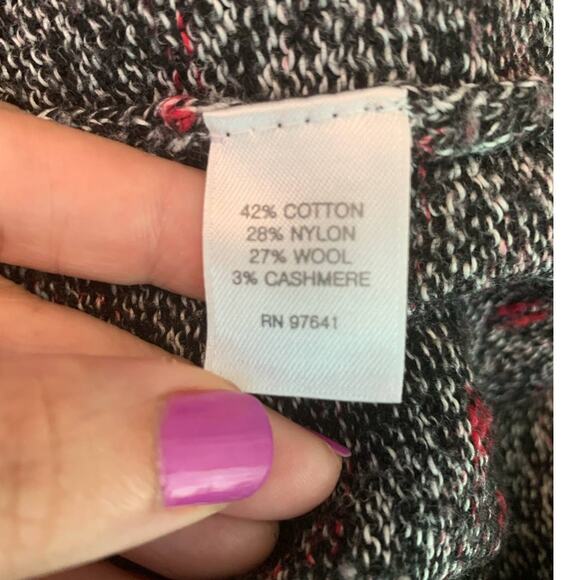 42% COTTON
28% NYLON
27% WOOL
3% CASHMERE
RN 97641